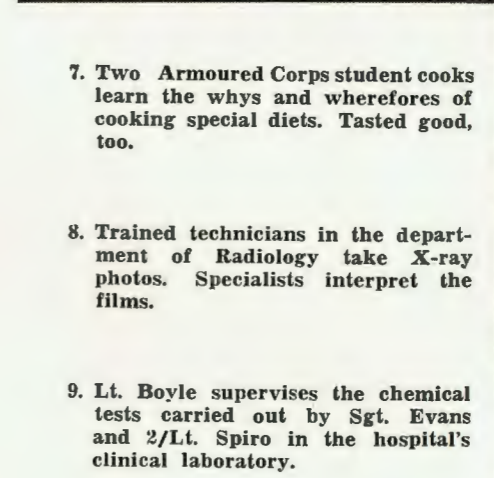 7. Two Armoured Corps student cooks
learn the whys and wherefores of
cooking special diets. Tasted good,
too.
8. Trained technicians in the depart-
ment of Radiology take X-ray
photos. Specialists interpret the
films.
9. Lt. Boyle supervises the chemical
tests carried out by Sgt. Evans
and 2/Lt. Spiro in the hospital's
clinical laboratory.